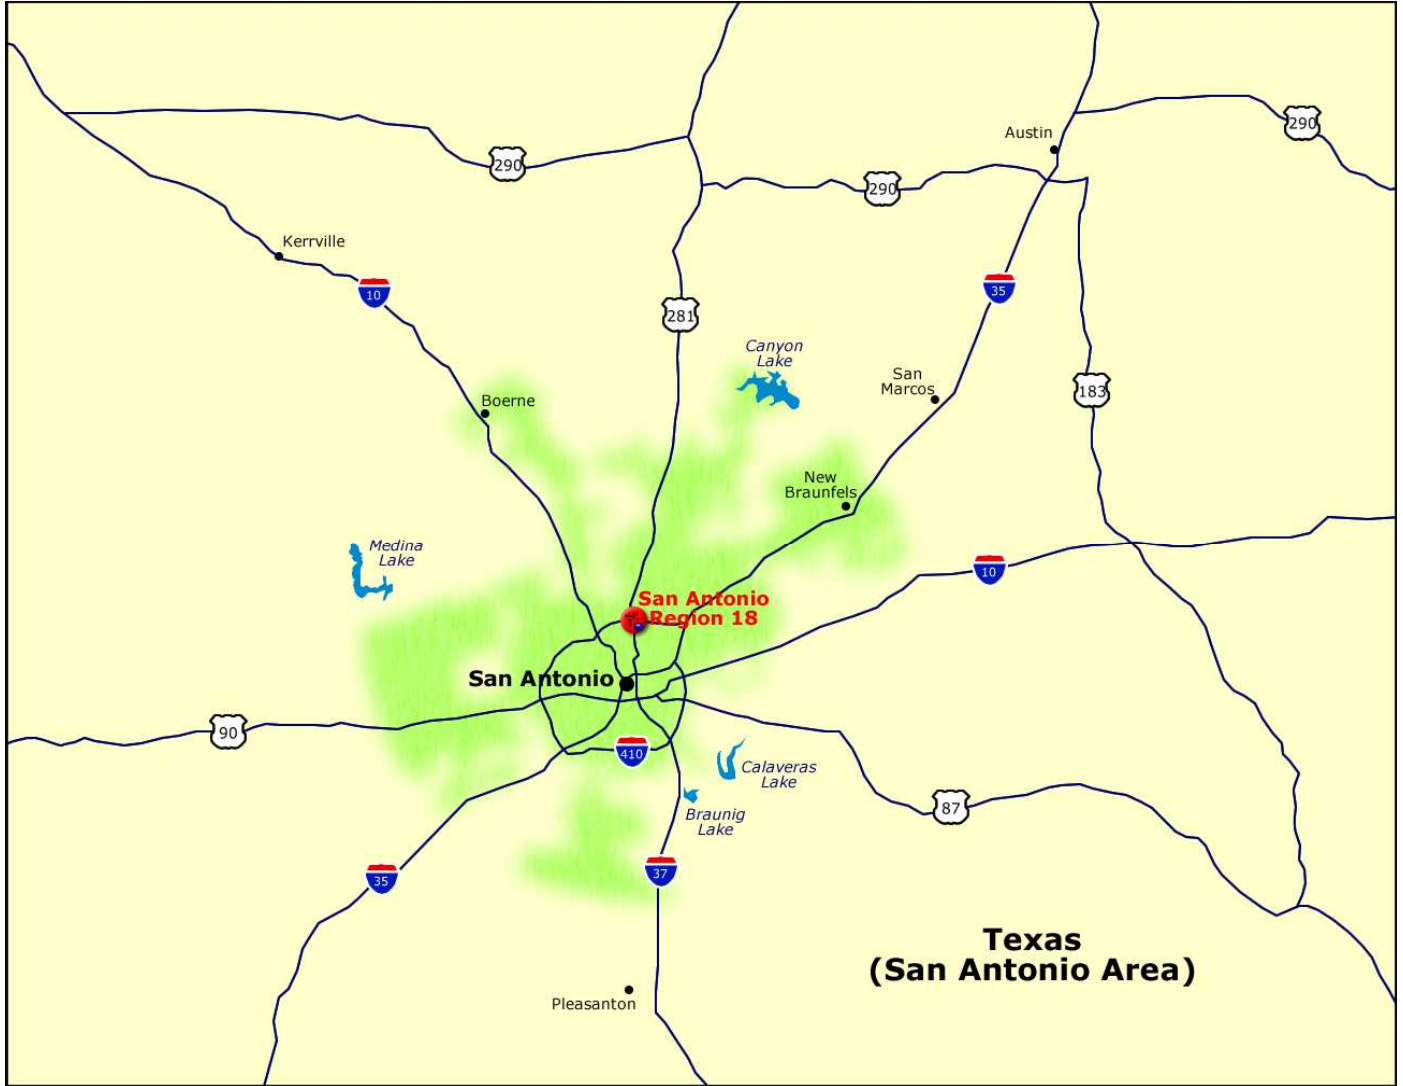 Austin
290
290
290
Kerrville
10
281
35
Canyon
Lake
San
Marcos
183
Boerne
New
Braunfels
Medina
Lake
10
San Antonio
Region 18
San Antonio
90
410
Calaveras
Lake
87
Braunig
Lake
35
37
Texas
(San Antonio Area)
Pleasanton